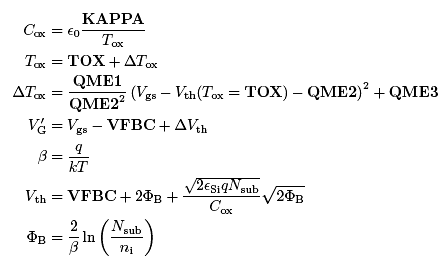 C_ox = ϵ_0 KAPPA / T_ox
T_ox = TOX + ΔT_ox
ΔT_ox = QME1 / QME2^2 (V_gs − V_th(T_ox = TOX) − QME2)^2 + QME3
V′_G = V_gs − VFBC + ΔV_th
β = q / kT
V_th = VFBC + 2Φ_B + √(2ϵ_Si q N_sub) / C_ox √(2Φ_B)
Φ_B = 2 / β ln (N_sub / n_i)